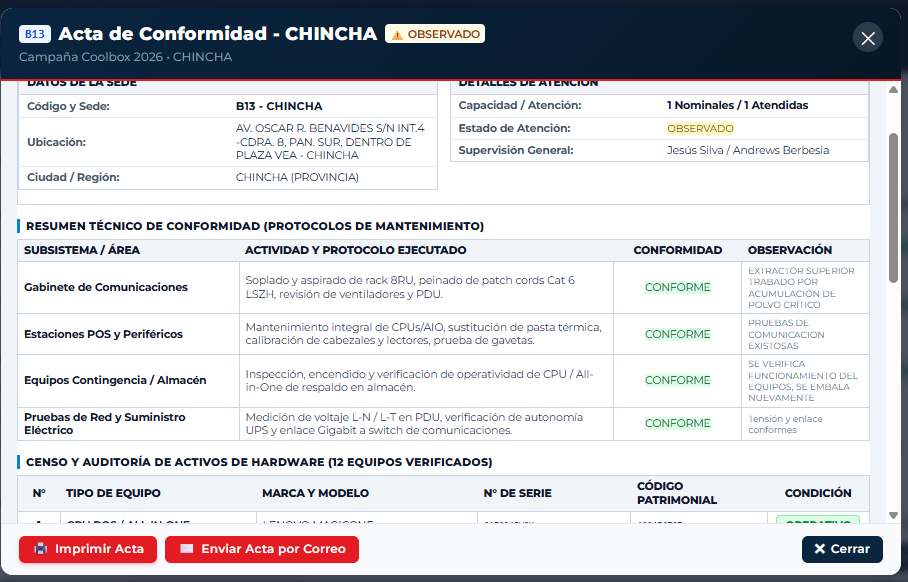 B13 Acta de Conformidad - CHINCHA ⚠ OBSERVADO
Campaña Coolbox 2026 • CHINCHA
DATOS DE LA SEDE
Código y Sede: B13 - CHINCHA
Ubicación: AV. OSCAR R. BENAVIDES S/N INT.4
-CDRA. 8, PAN. SUR, DENTRO DE
PLAZA VEA - CHINCHA
Ciudad / Región: CHINCHA (PROVINCIA)
DETALLES DE ATENCIÓN
Capacidad / Atención: 1 Nominales / 1 Atendidas
Estado de Atención: OBSERVADO
Supervisión General: Jesús Silva / Andrews Berbesia
RESUMEN TÉCNICO DE CONFORMIDAD (PROTOCOLOS DE MANTENIMIENTO)
SUBSISTEMA / ÁREA ACTIVIDAD Y PROTOCOLO EJECUTADO CONFORMIDAD OBSERVACIÓN
Gabinete de Comunicaciones
Soplado y aspirado de rack 8RU, peinado de patch cords Cat 6
LSZH, revisión de ventiladores y PDU.
CONFORME
EXTRACTOR SUPERIOR
TRABADO POR
ACUMULACIÓN DE
POLVO CRÍTICO
Estaciones POS y Periféricos
Mantenimiento integral de CPUs/AIO, sustitución de pasta térmica,
calibración de cabezales y lectores, prueba de gavetas.
CONFORME
PRUEBAS DE
COMUNICACION
EXISTOSAS
Equipos Contingencia / Almacén
Inspección, encendido y verificación de operatividad de CPU / All-
in-One de respaldo en almacén.
CONFORME
SE VERIFICA
FUNCIONAMIENTO DEL
EQUIPOS, SE EMBALA
NUEVAMENTE
Pruebas de Red y Suministro
Eléctrico
Medición de voltaje L-N / L-T en PDU, verificación de autonomía
UPS y enlace Gigabit a switch de comunicaciones.
CONFORME
Tensión y enlace
conformes
CENSO Y AUDITORÍA DE ACTIVOS DE HARDWARE (12 EQUIPOS VERIFICADOS)
N° TIPO DE EQUIPO MARCA Y MODELO N° DE SERIE CÓDIGO
PATRIMONIAL CONDICIÓN
CPU POS / ALL-IN-ONE OPERATIVO
Imprimir Acta
Enviar Acta por Correo
✕ Cerrar